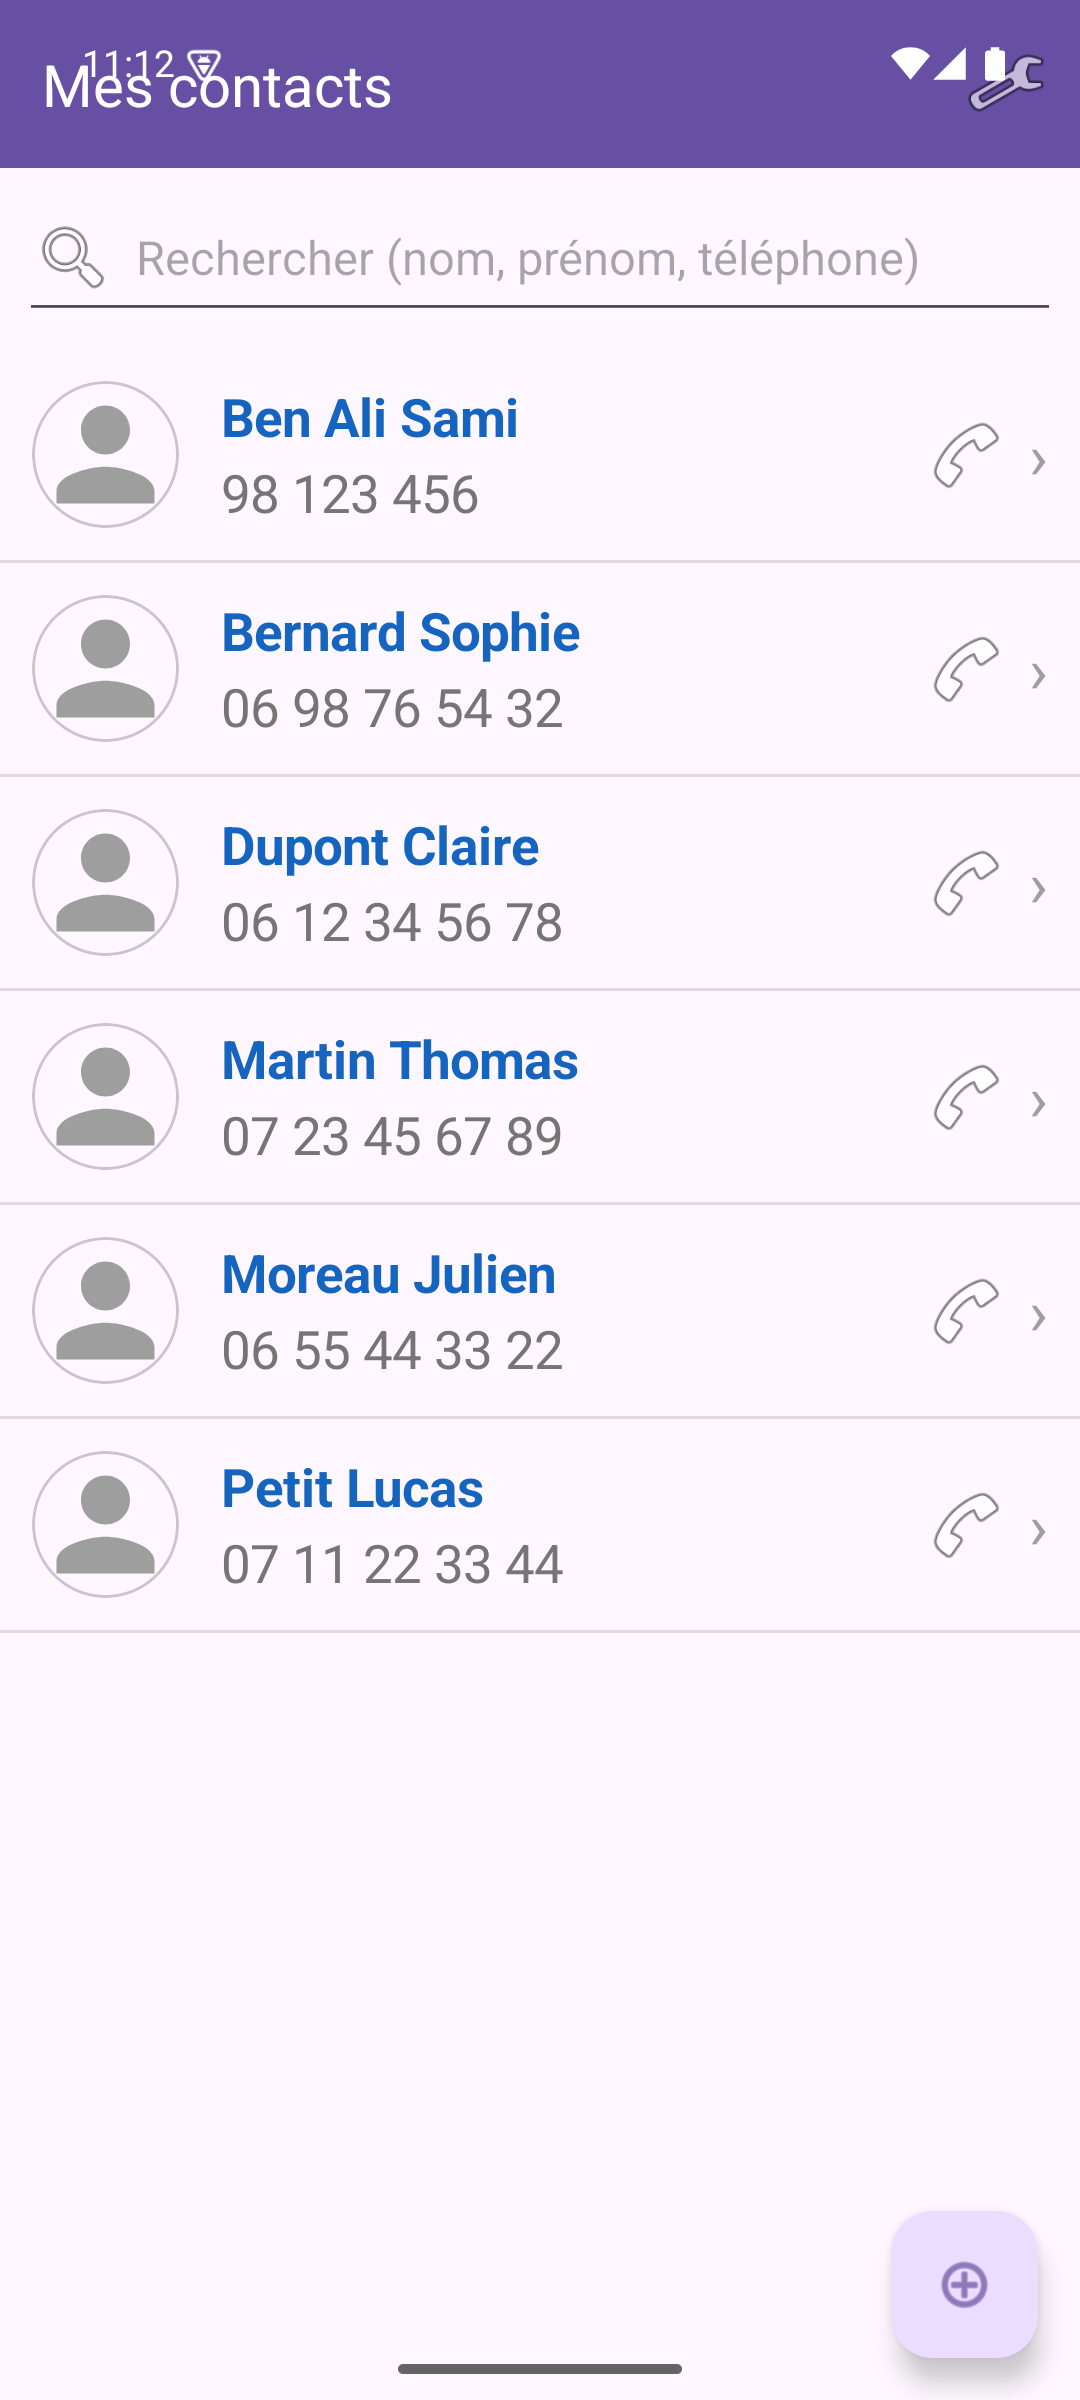 11:12
Mes contacts
Rechercher (nom, prénom, téléphone)
Ben Ali Sami
98 123 456
Bernard Sophie
06 98 76 54 32
Dupont Claire
06 12 34 56 78
Martin Thomas
07 23 45 67 89
Moreau Julien
06 55 44 33 22
Petit Lucas
07 11 22 33 44